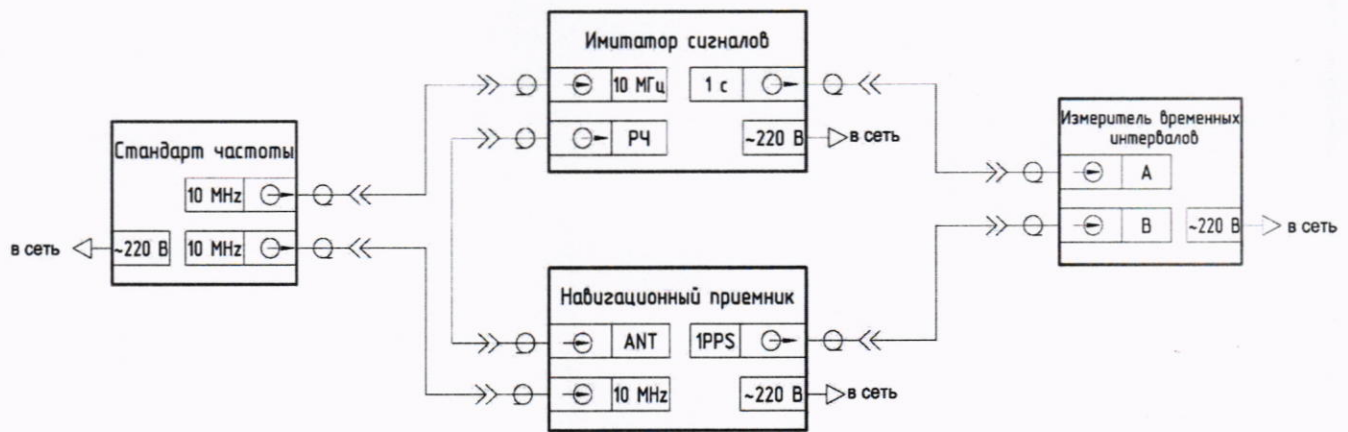 Имитатор сигналов
10 МГц
1 с
РЧ
~220 В
в сеть
Стандарт частоты
10 MHz
~220 В
10 MHz
в сеть
Измеритель временных
интервалов
А
В
~220 В
в сеть
Навигационный приемник
ANT
1PPS
10 MHz
~220 В
в сеть